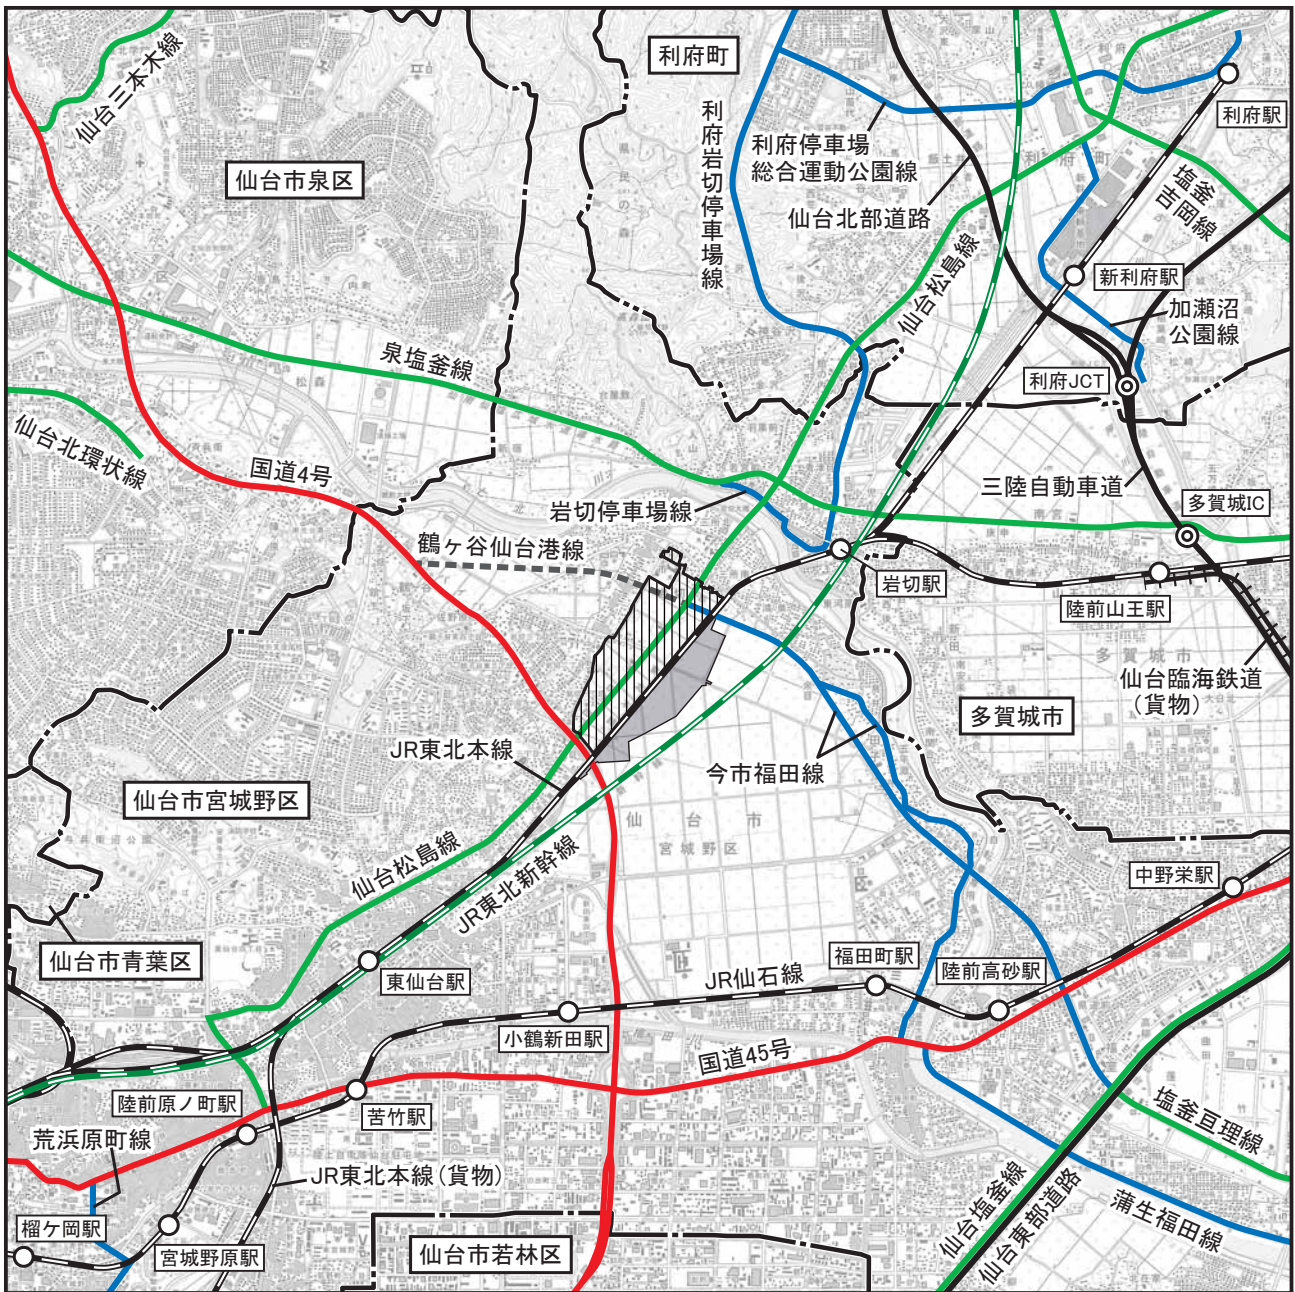 仙台三本木線
利府町
利府駅
利府岩切停車場線
利府停車場
総合運動公園線
仙台市泉区
塩釜
吉岡線
仙台北部道路
仙台松島線
新利府駅
加瀬沼
公園線
泉塩釜線
利府JCT
仙台北環状線
国道4号
三陸自動車道
多賀城IC
岩切停車場線
鶴ヶ谷仙台港線
岩切駅
陸前山王駅
多賀城市
仙台臨海鉄道
(貨物)
多賀城市
JR東北本線
今市福田線
仙台市宮城野区
仙台市
宮城野区
仙台松島線
JR東北新幹線
中野栄駅
仙台市青葉区
東仙台駅
JR仙石線
福田町駅
陸前高砂駅
小鶴新田駅
国道45号
陸前原ノ町駅
苦竹駅
塩釜亘理線
荒浜原町線
JR東北本線(貨物)
仙台塩釜線
仙台東部道路
蒲生福田線
榴ケ岡駅
宮城野原駅
仙台市若林区